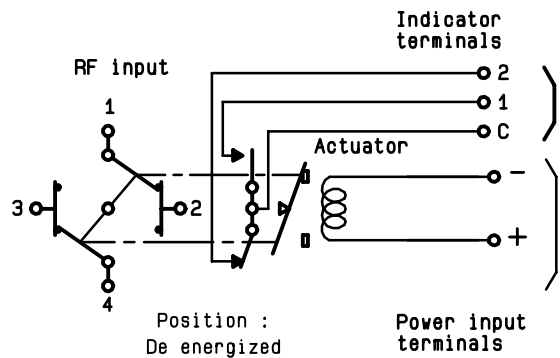 Indicator
terminals
RF input
2
1
1
C
Actuator
-
3
2
+
4
Position :
De energized
Power input
terminals